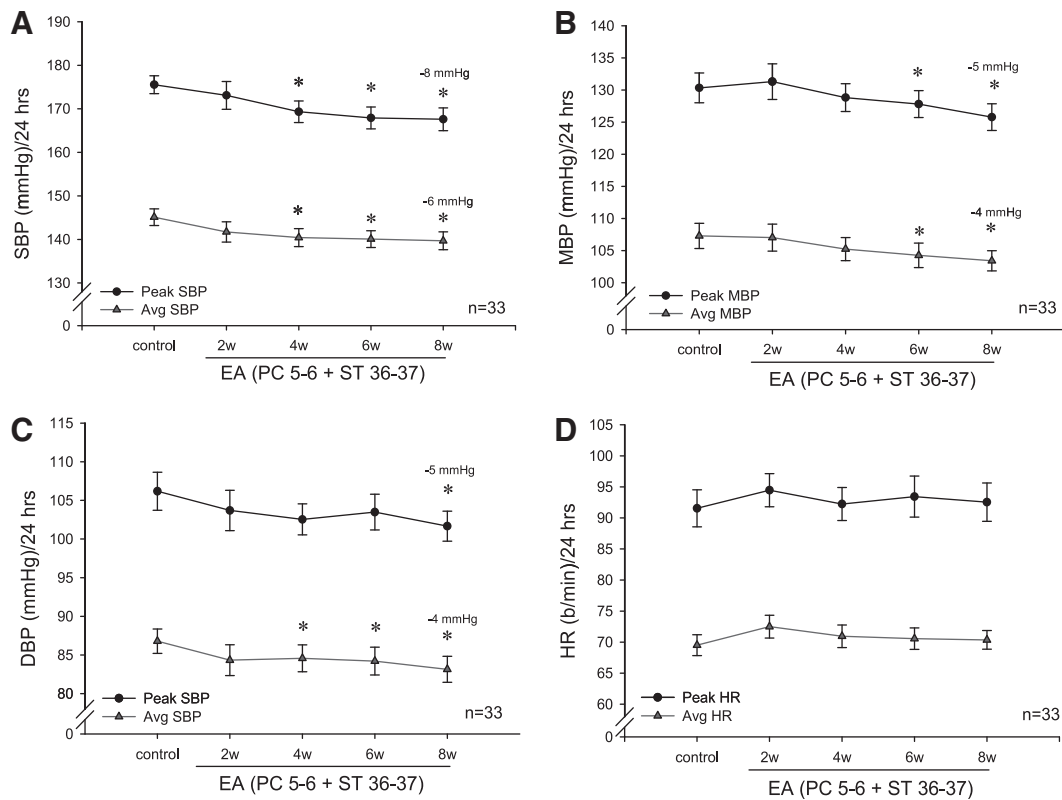 A
SBP (mmHg)/24 hrs
190
180
170
160
150
140
130
0
* * -8 mmHg *
* * -6 mmHg *
Peak SBP
Avg SBP
n=33
control 2w 4w 6w 8w
EA (PC 5-6 + ST 36-37)
B
MBP (mmHg)/24 hrs
140
135
130
125
120
115
110
105
100
0
* -5 mmHg *
* -4 mmHg *
Peak MBP
Avg MBP
n=33
control 2w 4w 6w 8w
EA (PC 5-6 + ST 36-37)
C
DBP (mmHg)/24 hrs
115
110
105
100
95
90
85
80
0
-5 mmHg *
* * -4 mmHg *
Peak SBP
Avg SBP
n=33
control 2w 4w 6w 8w
EA (PC 5-6 + ST 36-37)
D
HR (b/min)/24 hrs
105
100
95
90
85
80
75
70
65
60
0
Peak HR
Avg HR
n=33
control 2w 4w 6w 8w
EA (PC 5-6 + ST 36-37)